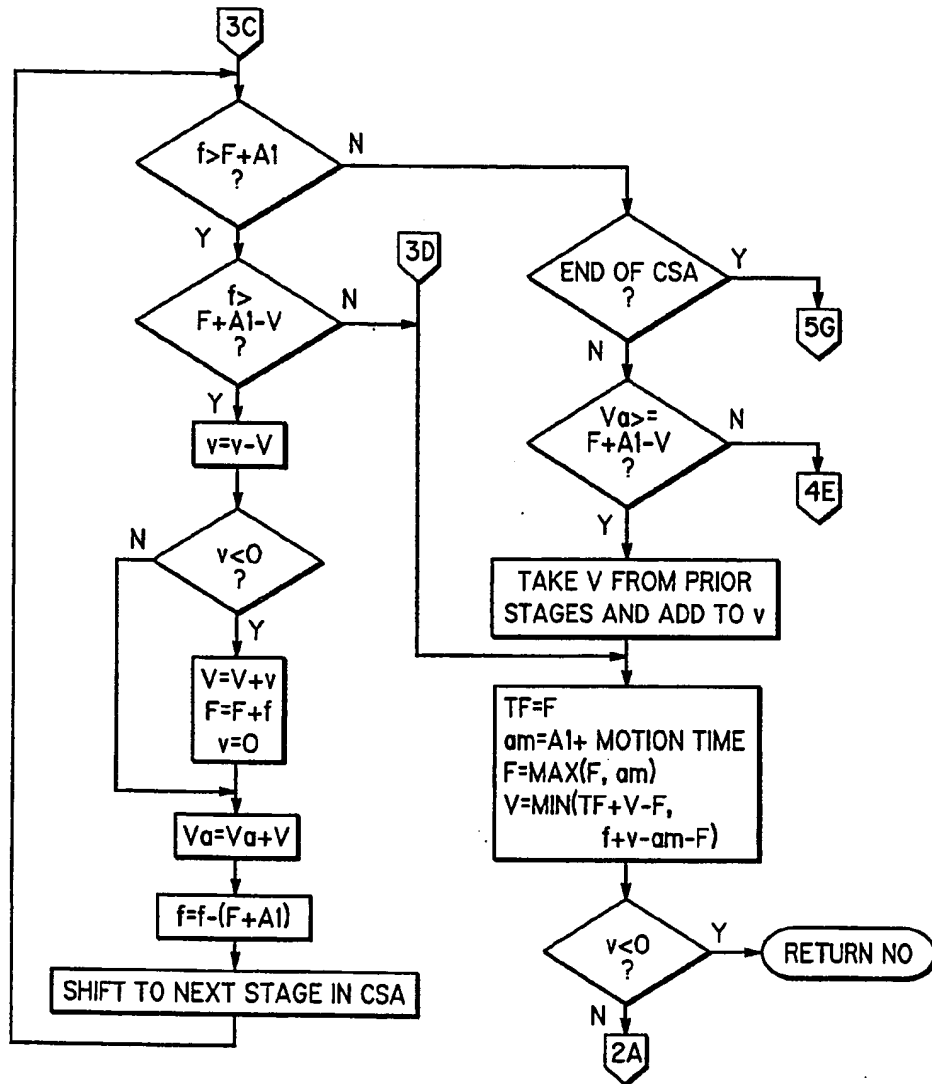 3C
f>F+A1
?
N
Y
3D
f>
F+A1-V
?
N
Y
v=v-V
v<0
?
N
Y
V=V+v
F=F+f
v=0
Va=Va+V
f=f-(F+A1)
SHIFT TO NEXT STAGE IN CSA
END OF CSA
?
Y
5G
N
Va>=
F+A1-V
?
N
4E
Y
TAKE V FROM PRIOR
STAGES AND ADD TO v
TF=F
am=A1+ MOTION TIME
F=MAX(F, am)
V=MIN(TF+V-F,
f+v-am-F)
v<0
?
Y
RETURN NO
N
2A